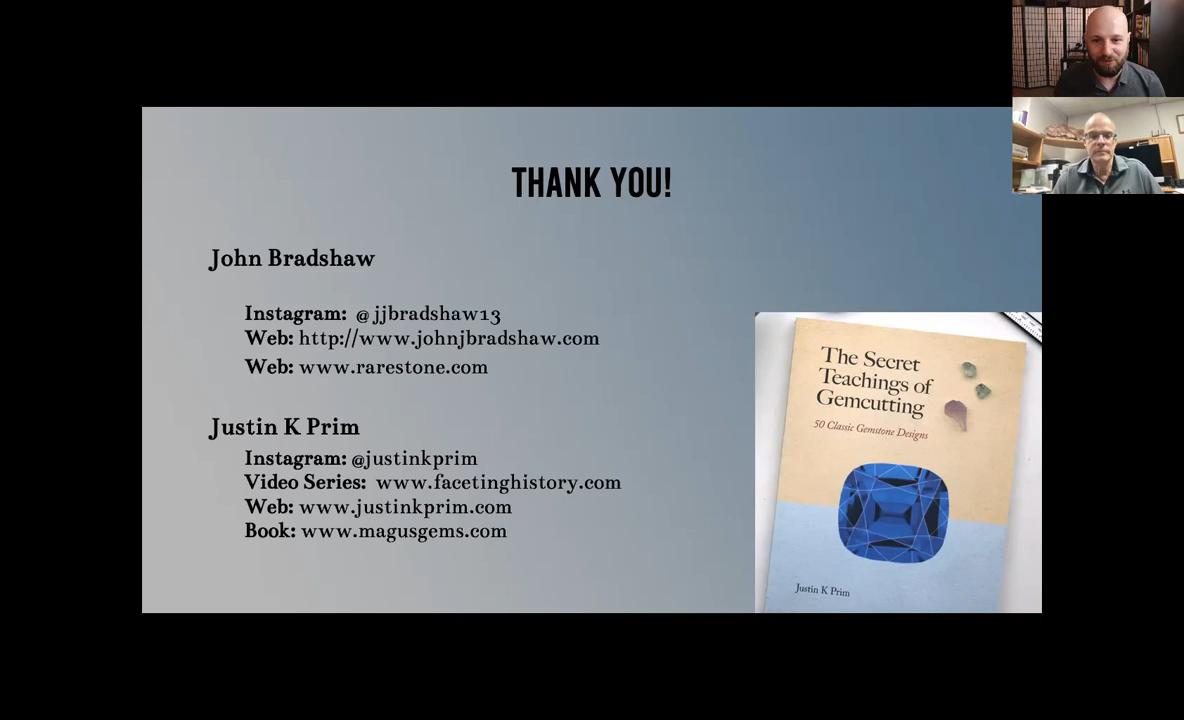 THANK YOU!
John Bradshaw
Instagram: @jjbradshaw13
Web: http://www.johnjbradshaw.com
Web: www.rarestone.com
Justin K Prim
Instagram: @justinkprim
Video Series: www.facetinghistory.com
Web: www.justinkprim.com
Book: www.magusgems.com
The Secret
Teachings of
Gemcutting
50 Classic Gemstone Designs
Justin K Prim